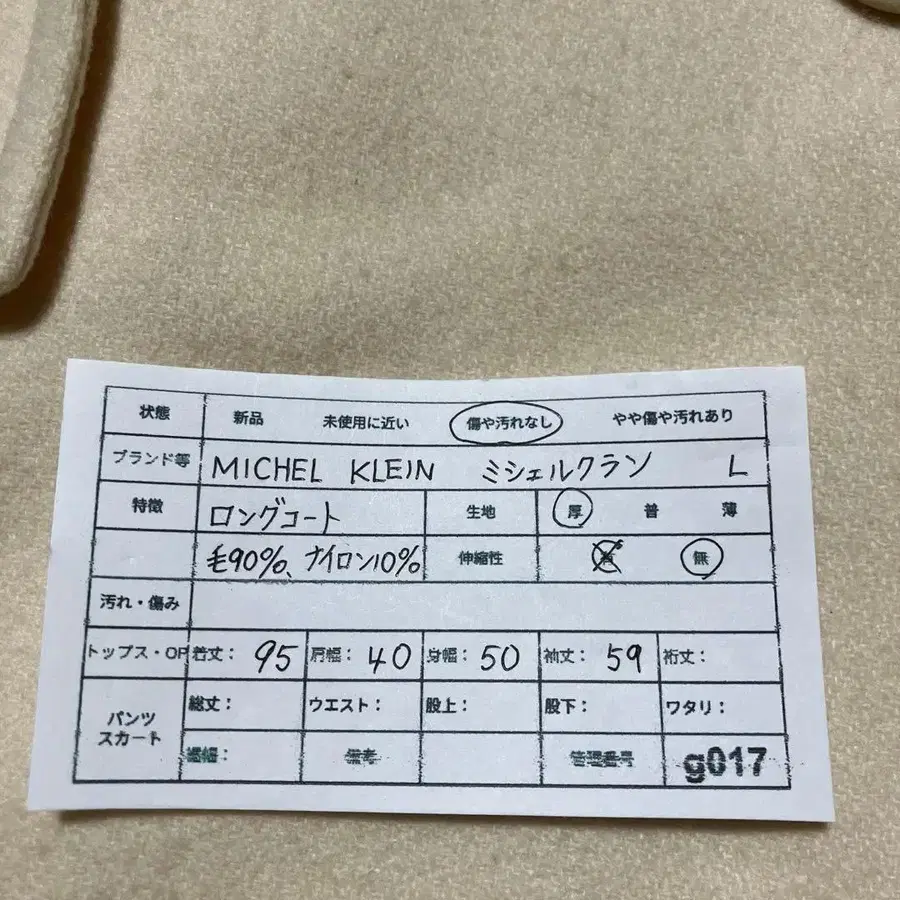 状態 新品 未使用に近い 傷や汚れなし やや傷や汚れあり
ブランド等 MICHEL KLEIN ミシェルクラン L
特徴 ロングコート 生地 厚 普 薄
毛90%、ナイロン10% 伸縮性 有 無
汚れ・傷み
トップス・OP 着丈: 95 肩幅: 40 身幅: 50 袖丈: 59 裄丈:
パンツ
スカート
総丈: ウエスト: 股上: 股下: ワタリ:
裾幅: 備考 管理番号 g017